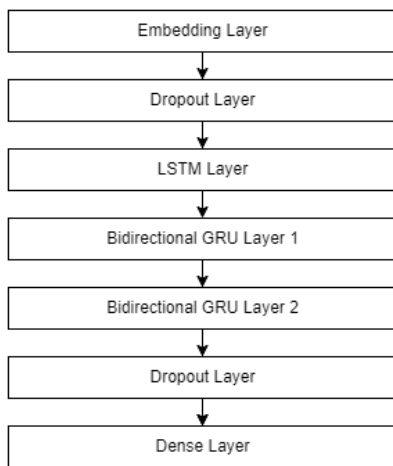 Embedding Layer
Dropout Layer
LSTM Layer
Bidirectional GRU Layer 1
Bidirectional GRU Layer 2
Dropout Layer
Dense Layer